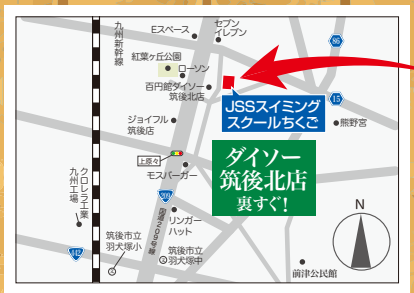 九州新幹線
Eスペース
セブン
イレブン
86
紅葉ヶ丘公園
ローソン
百円館ダイソー
筑後北店
JSSスイミング
スクールちくご
15
熊野宮
ジョイフル
筑後店
上原々
モスバーガー
ダイソー
筑後北店
裏すぐ!
クロレラ工業
九州工場
209
国道209号線
リンガー
ハット
N
442
筑後市立
羽犬塚小
筑後市立
羽犬塚中
前津公民館